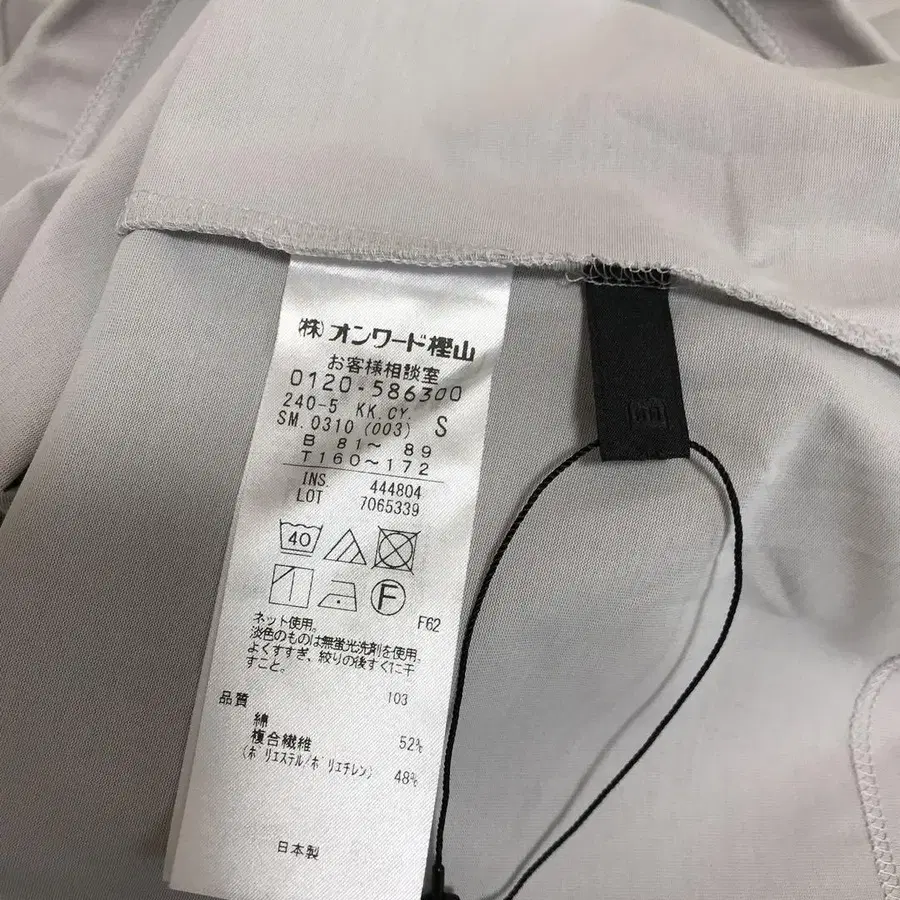 (株)オンワード樫山
お客様相談室
0120-586300
240-5 KK.CY. S
SM.0310 (003)
B 81~ 89
T160~172
INS 444804
LOT 7065339
40
F
F62
ネット使用。
淡色のものは無蛍光洗剤を使用。
よくすすぎ、絞りの後すぐに干
すこと。
品質 103
綿 52%
複合繊維
(ポリエステル/ポリエチレン) 48%
日本製